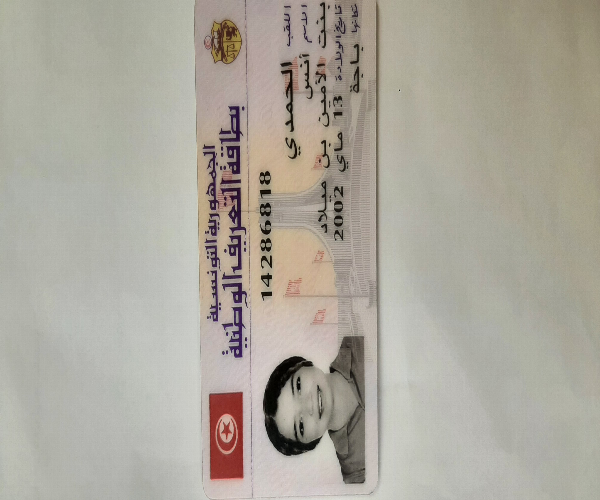 الجمهورية التونسية
بطاقة التعريف الوطنية
14286818
اللقب الحمدي
الاسم أنس
بنت الأمين بن ميلاد
تاريخ الولادة 13 ماي 2002
مكانها باجة